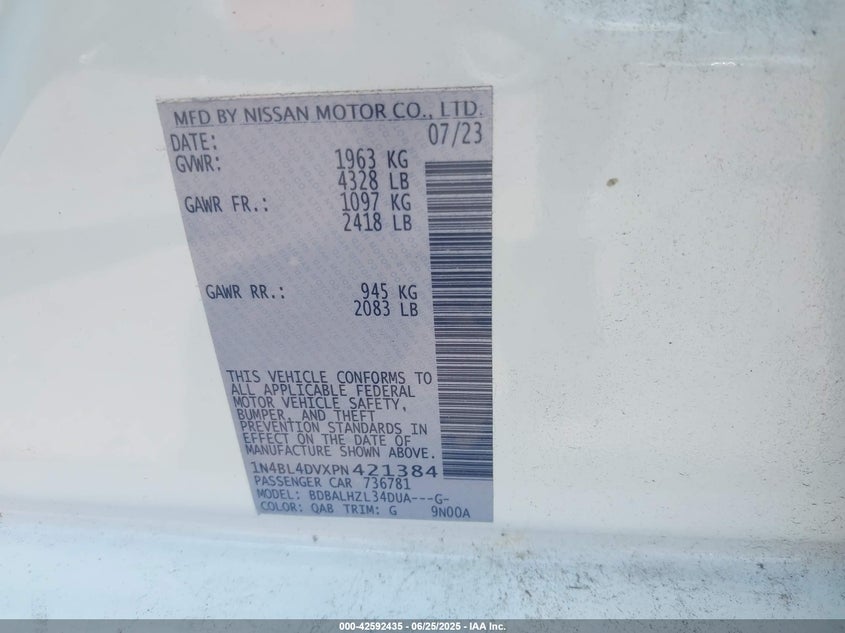 MFD BY NISSAN MOTOR CO., LTD.
DATE: 07/23
GVWR: 1963 KG
4328 LB
GAWR FR.: 1097 KG
2418 LB
GAWR RR.: 945 KG
2083 LB
THIS VEHICLE CONFORMS TO
ALL APPLICABLE FEDERAL
MOTOR VEHICLE SAFETY,
BUMPER, AND THEFT
PREVENTION STANDARDS IN
EFFECT ON THE DATE OF
MANUFACTURE SHOWN ABOVE.
1N4BL4DVXPN421384
PASSENGER CAR 736781
MODEL: BDBALHZL34DUA---G-
COLOR: QAB TRIM: G 9N00A
000-42592435 - 06/25/2025 - IAA Inc.